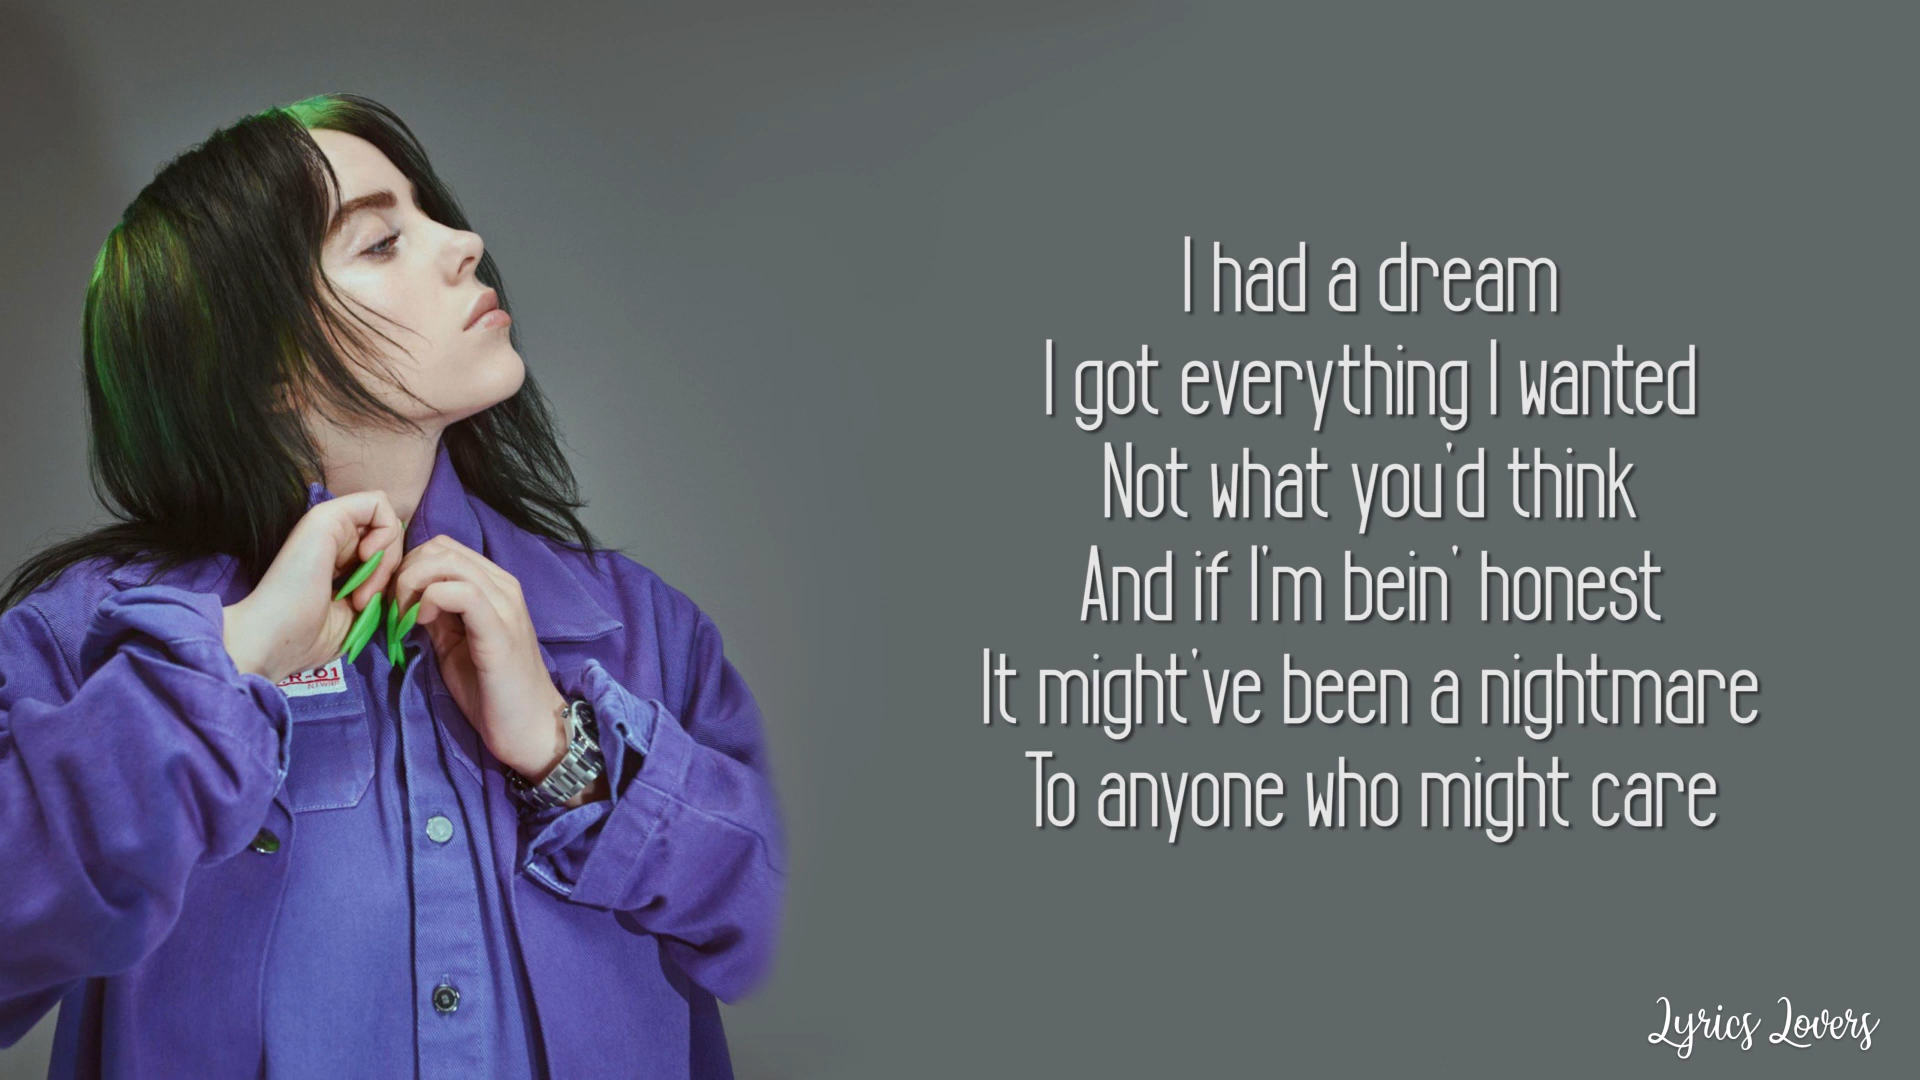 I had a dream
I got everything I wanted
Not what you'd think
And if I'm bein' honest
It might've been a nightmare
To anyone who might care
R-01
Lyrics Lovers